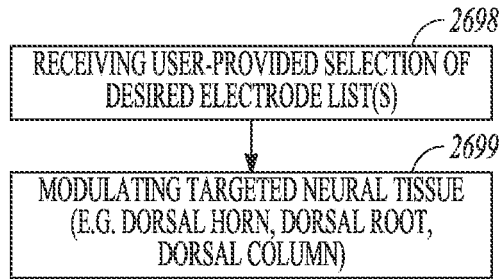 2698
RECEIVING USER-PROVIDED SELECTION OF
DESIRED ELECTRODE LIST(S)
2699
MODULATING TARGETED NEURAL TISSUE
(E.G. DORSAL HORN, DORSAL ROOT,
DORSAL COLUMN)